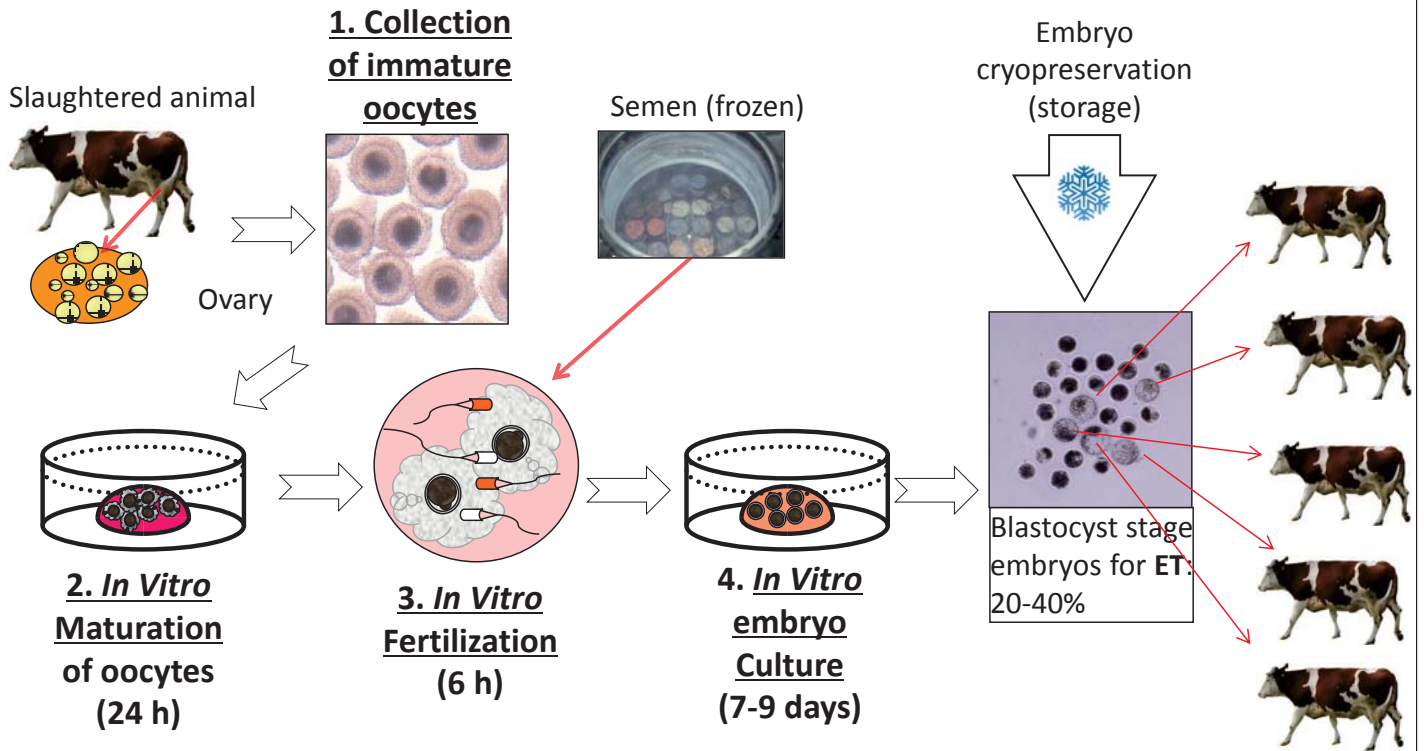 Slaughtered animal
Ovary
1. Collection
of immature
oocytes
Semen (frozen)
Embryo
cryopreservation
(storage)
2. In Vitro
Maturation
of oocytes
(24 h)
3. In Vitro
Fertilization
(6 h)
4. In Vitro
embryo
Culture
(7-9 days)
Blastocyst stage
embryos for ET:
20-40%